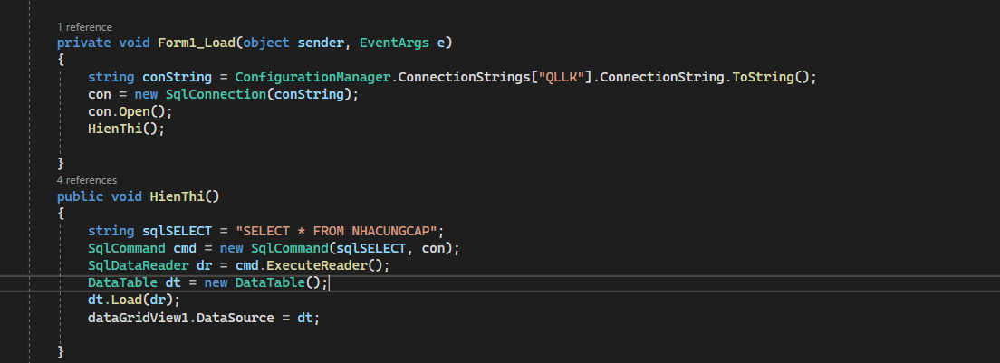 1 reference
private void Form1_Load(object sender, EventArgs e)
{
string conString = ConfigurationManager.ConnectionStrings["QLLK"].ConnectionString.ToString();
con = new SqlConnection(conString);
con.Open();
HienThi();
}
4 references
public void HienThi()
{
string sqlSELECT = "SELECT * FROM NHACUNGCAP";
SqlCommand cmd = new SqlCommand(sqlSELECT, con);
SqlDataReader dr = cmd.ExecuteReader();
DataTable dt = new DataTable();
dt.Load(dr);
dataGridView1.DataSource = dt;
}